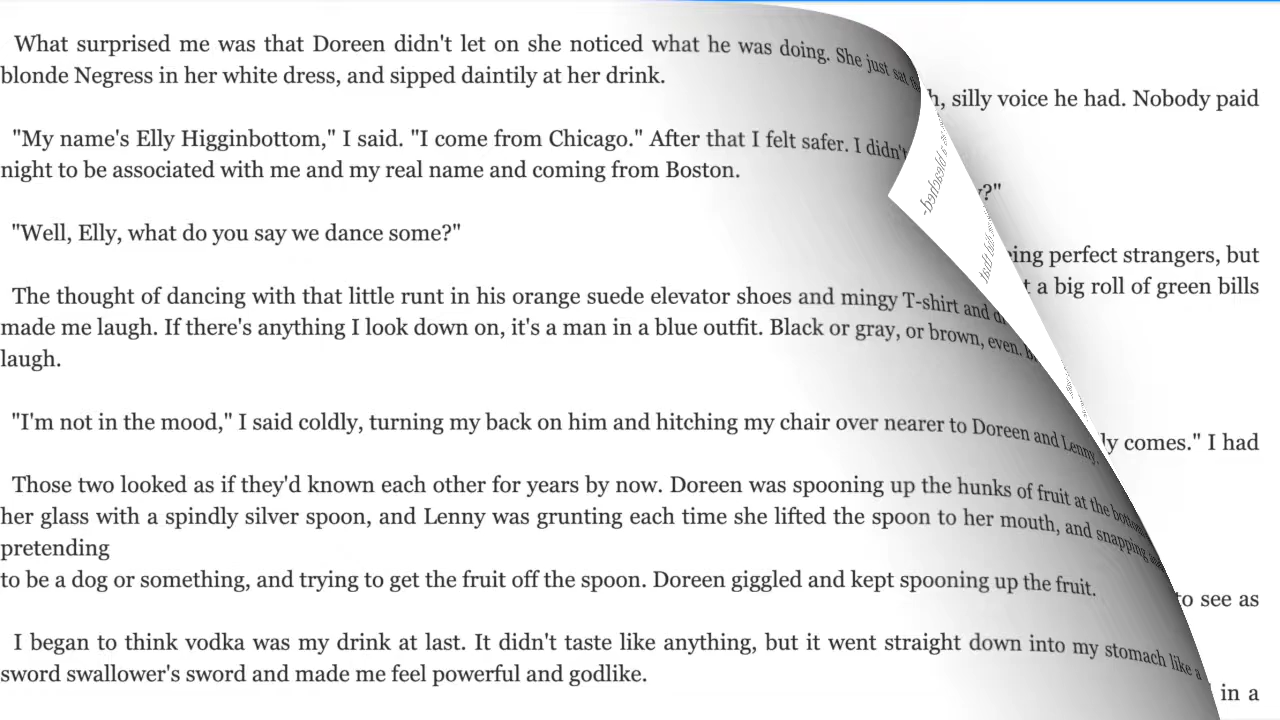 What surprised me was that Doreen didn't let on she noticed what he was doing. She just sat
blonde Negress in her white dress, and sipped daintily at her drink.
silly voice he had. Nobody paid
"My name's Elly Higginbottom," I said. "I come from Chicago." After that I felt safer. I didn't
night to be associated with me and my real name and coming from Boston.
"Well, Elly, what do you say we dance some?"
perfect strangers, but
a big roll of green bills
The thought of dancing with that little runt in his orange suede elevator shoes and mingy T-shirt and
made me laugh. If there's anything I look down on, it's a man in a blue outfit. Black or gray, or brown, even.
laugh.
"I'm not in the mood," I said coldly, turning my back on him and hitching my chair over nearer to Doreen and Lenny.
comes." I had
Those two looked as if they'd known each other for years by now. Doreen was spooning up the hunks of fruit at the bottom
her glass with a spindly silver spoon, and Lenny was grunting each time she lifted the spoon to her mouth, and snapping
pretending
to be a dog or something, and trying to get the fruit off the spoon. Doreen giggled and kept spooning up the fruit.
to see as
I began to think vodka was my drink at last. It didn't taste like anything, but it went straight down into my stomach like a
sword swallower's sword and made me feel powerful and godlike.
in a